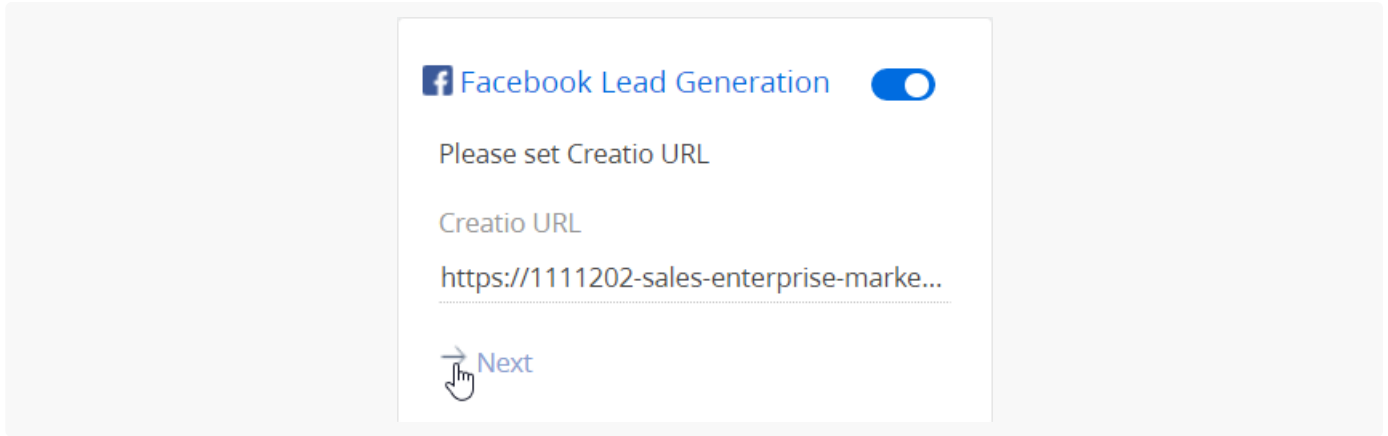 Facebook Lead Generation
Please set Creatio URL
Creatio URL
https://1111202-sales-enterprise-marke...
Next